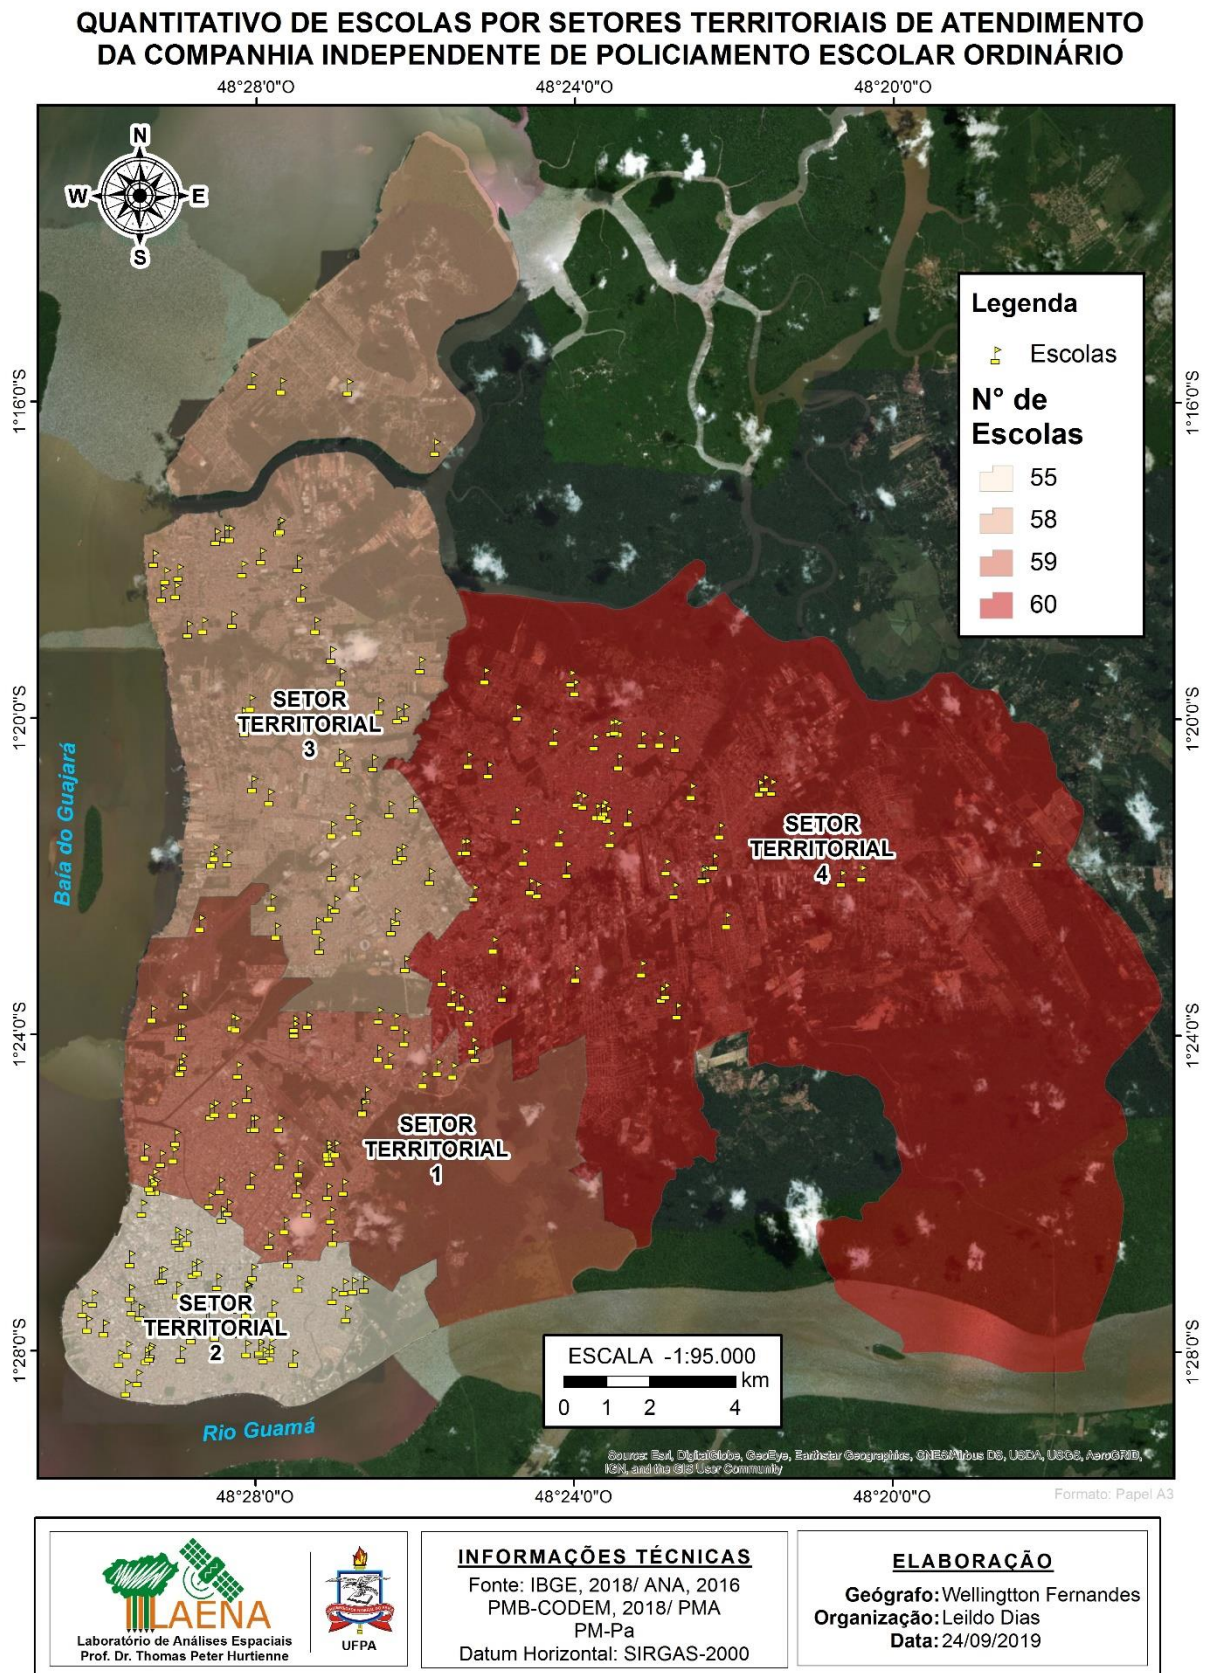 QUANTITATIVO DE ESCOLAS POR SETORES TERRITORIAIS DE ATENDIMENTO
DA COMPANHIA INDEPENDENTE DE POLICIAMENTO ESCOLAR ORDINÁRIO
48°28'0"O
48°24'0"O
48°20'0"O
N
W
E
S
Legenda
Escolas
N° de
Escolas
55
58
59
60
1°16'0"S
1°16'0"S
1°20'0"S
1°20'0"S
SETOR
TERRITORIAL
3
Baía do Guajará
SETOR
TERRITORIAL
4
1°24'0"S
1°24'0"S
SETOR
TERRITORIAL
1
SETOR
TERRITORIAL
2
1°28'0"S
1°28'0"S
ESCALA -1:95.000
km
0 1 2 4
Rio Guamá
Source: Esri, DigitalGlobe, GeoEye, Earthstar Geographics, CNES/Airbus DS, USDA, USGS, AeroGRID,
IGN, and the GIS User Community
48°28'0"O
48°24'0"O
48°20'0"O
Formato: Papel A3
LAENA
Laboratório de Análises Espaciais
Prof. Dr. Thomas Peter Hurtienne
UFPA
INFORMAÇÕES TÉCNICAS
Fonte: IBGE, 2018/ ANA, 2016
PMB-CODEM, 2018/ PMA
PM-Pa
Datum Horizontal: SIRGAS-2000
ELABORAÇÃO
Geógrafo: Wellingtton Fernandes
Organização: Leildo Dias
Data: 24/09/2019